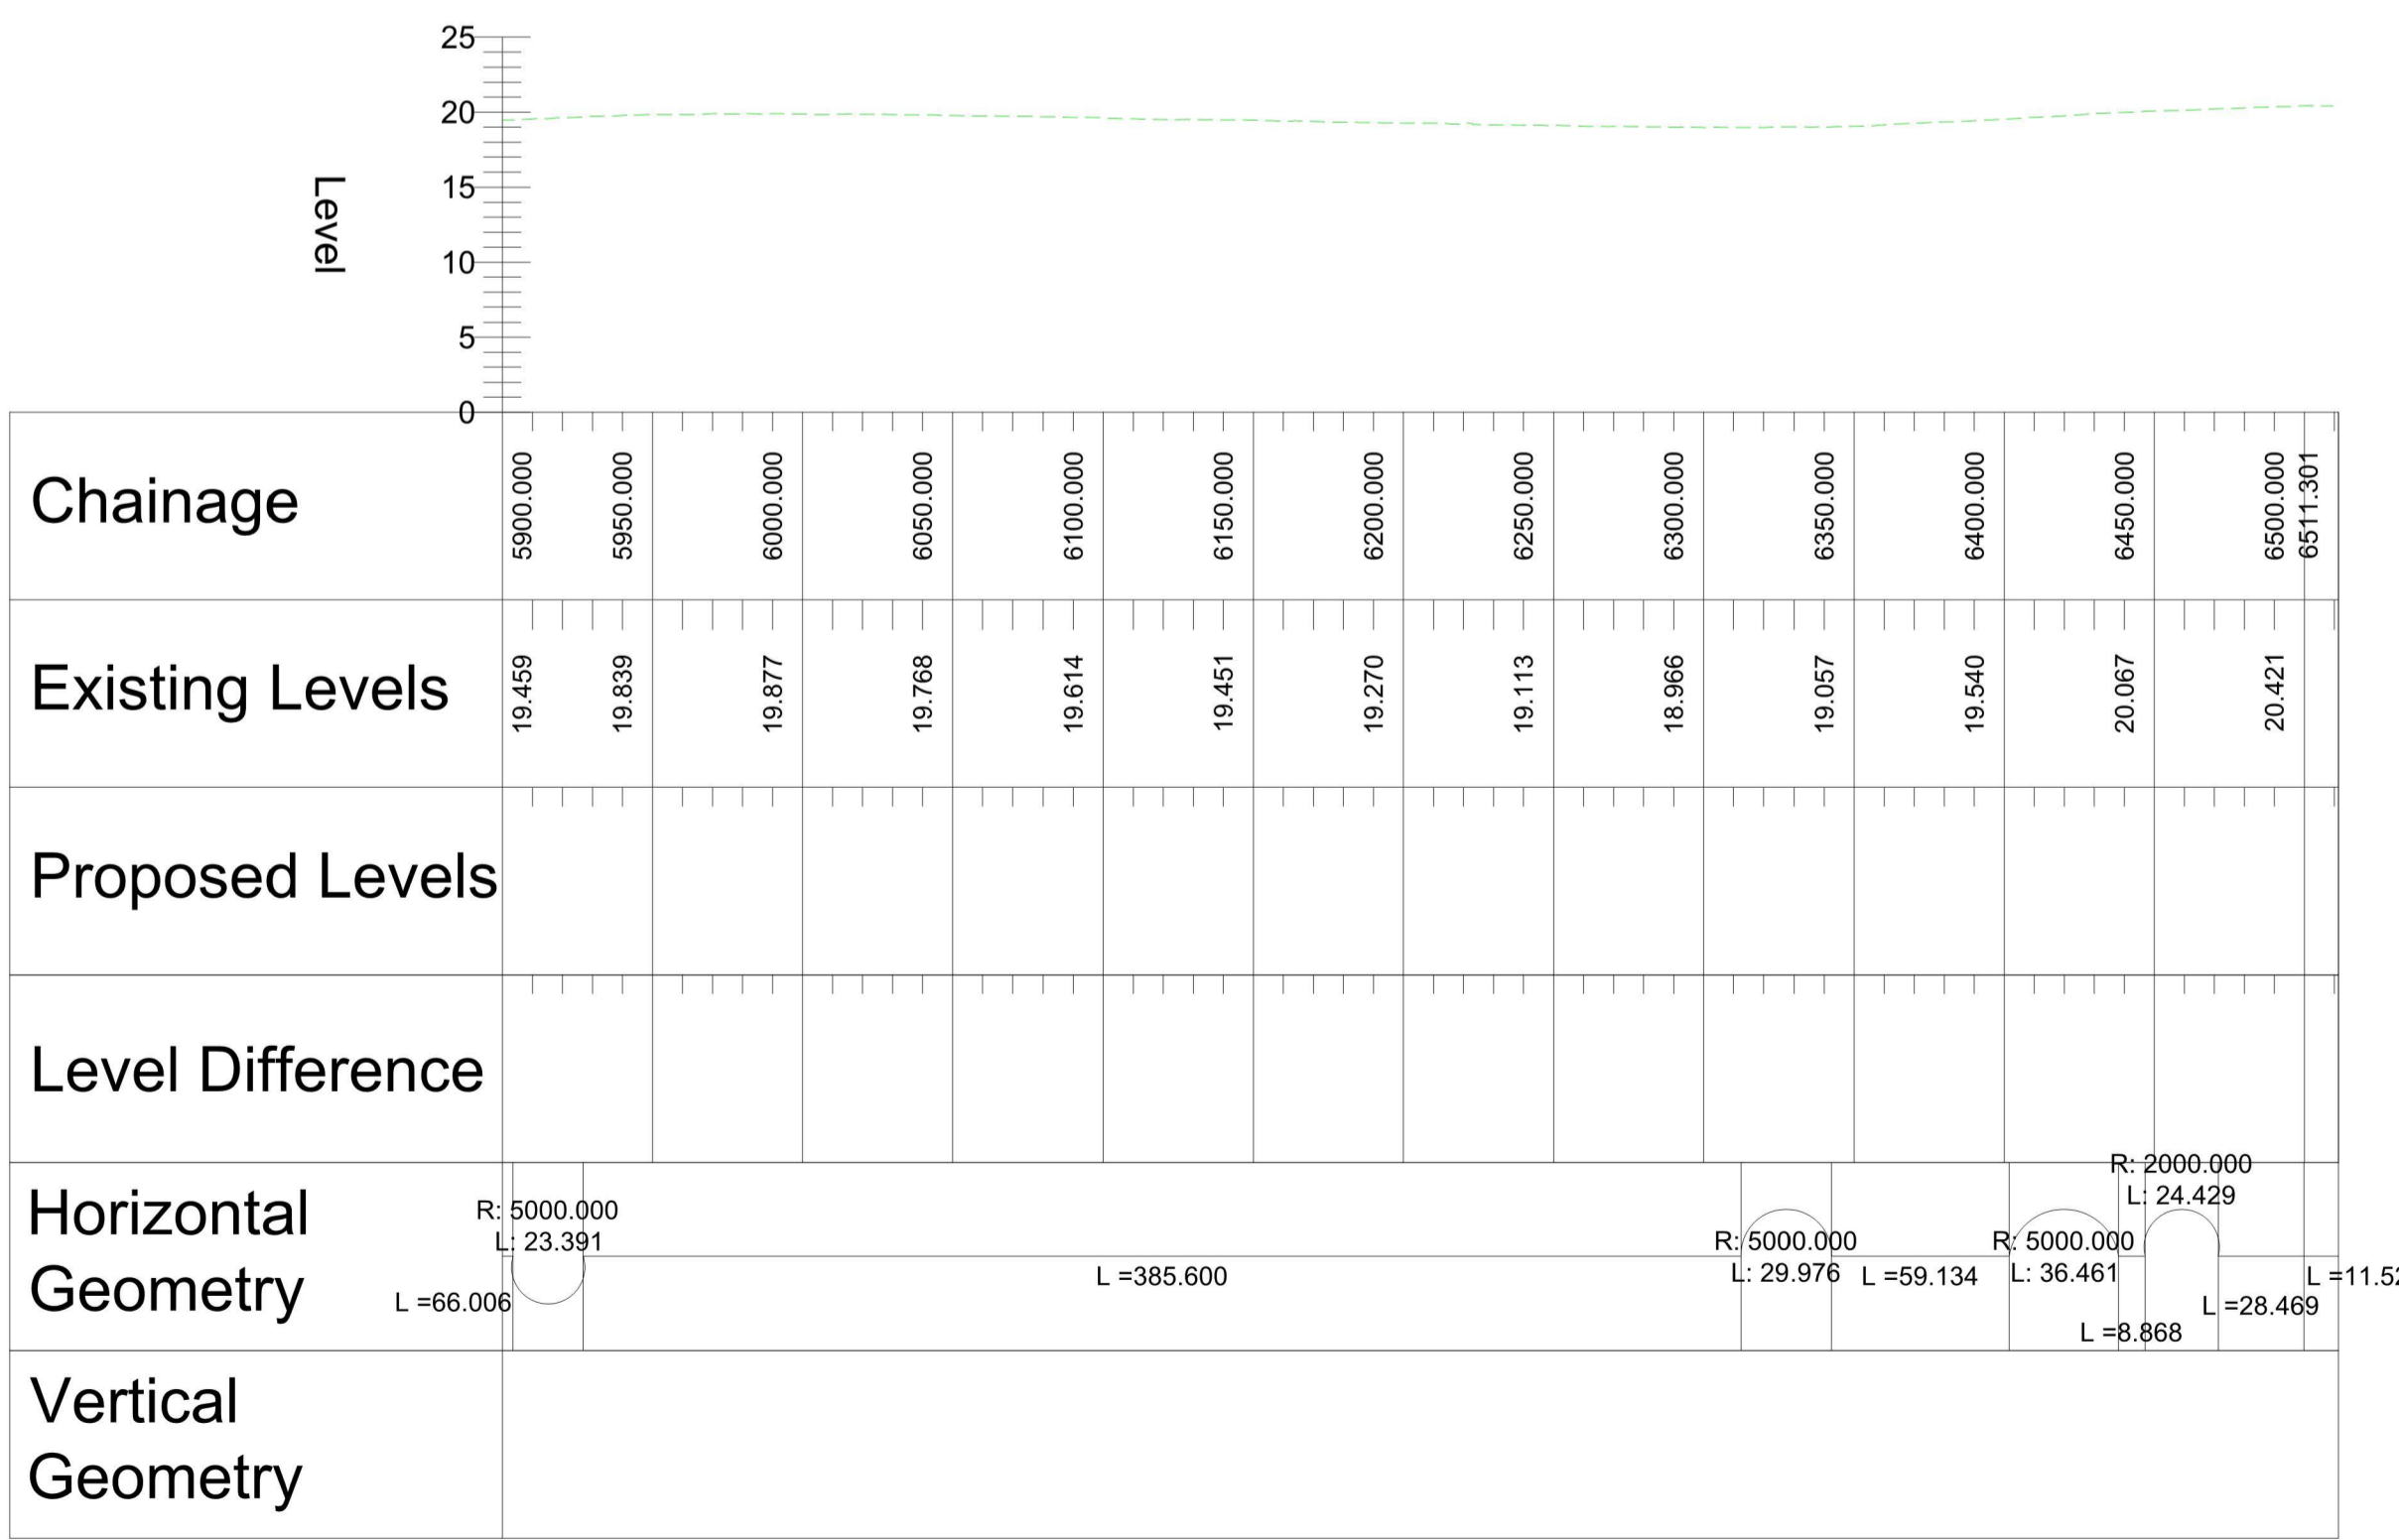 25
20
15
10
5
0
Level
Chainage
5900.000
5950.000
6000.000
6050.000
6100.000
6150.000
6200.000
6250.000
6300.000
6350.000
6400.000
6450.000
6500.000
6511.301
Existing Levels
19.459
19.839
19.877
19.768
19.614
19.451
19.270
19.113
18.966
19.057
19.540
20.067
20.421
Proposed Levels
Level Difference
Horizontal
Geometry
L =66.006
R: 5000.000
L: 23.391
L =385.600
R: 5000.000
L: 29.976
L =59.134
R: 5000.000
L: 36.461
L =8.868
R: 2000.000
L: 24.429
L =28.469
L =11.52
Vertical
Geometry